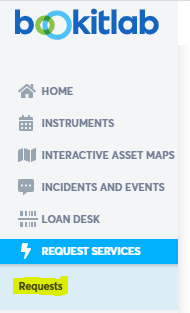 bookitlab
HOME
INSTRUMENTS
INTERACTIVE ASSET MAPS
INCIDENTS AND EVENTS
LOAN DESK
REQUEST SERVICES
Requests